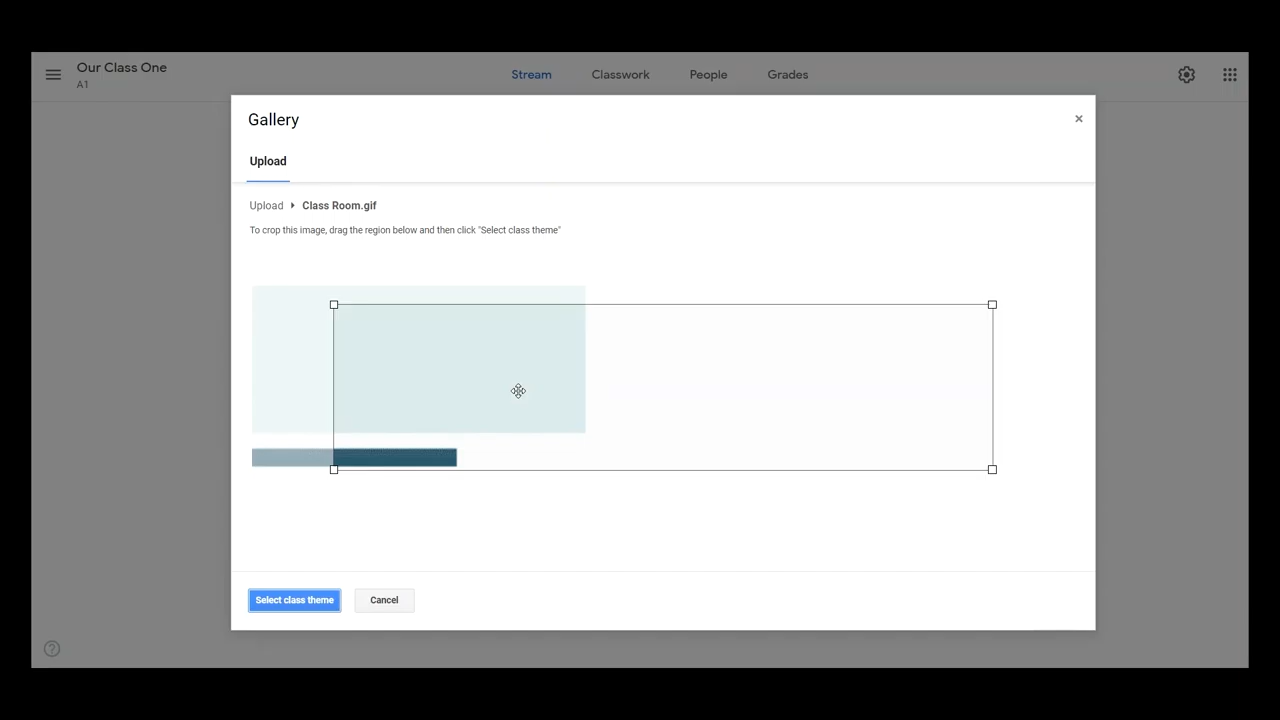 Our Class One
A1
Stream
Classwork
People
Grades
Gallery
×
Upload
Upload
Class Room.gif
To crop this image, drag the region below and then click "Select class theme"
Select class theme
Cancel
?